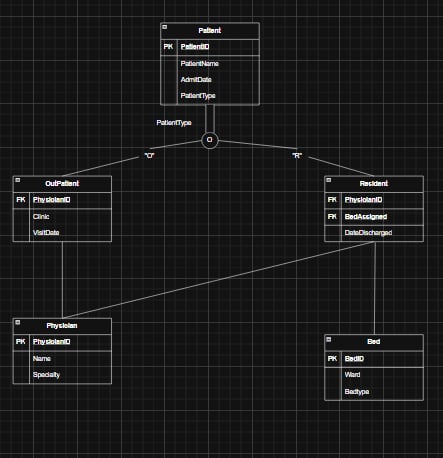 Patient
PK PatientID
PatientName
AdmitDate
PatientType
PatientType
O
"O"
"R"
OutPatient
FK PhysicianID
Clinic
VisitDate
Resident
FK PhysicianID
FK BedAssigned
DateDischarged
Physician
PK PhysicianID
Name
Specialty
Bed
PK BedID
Ward
Bedtype